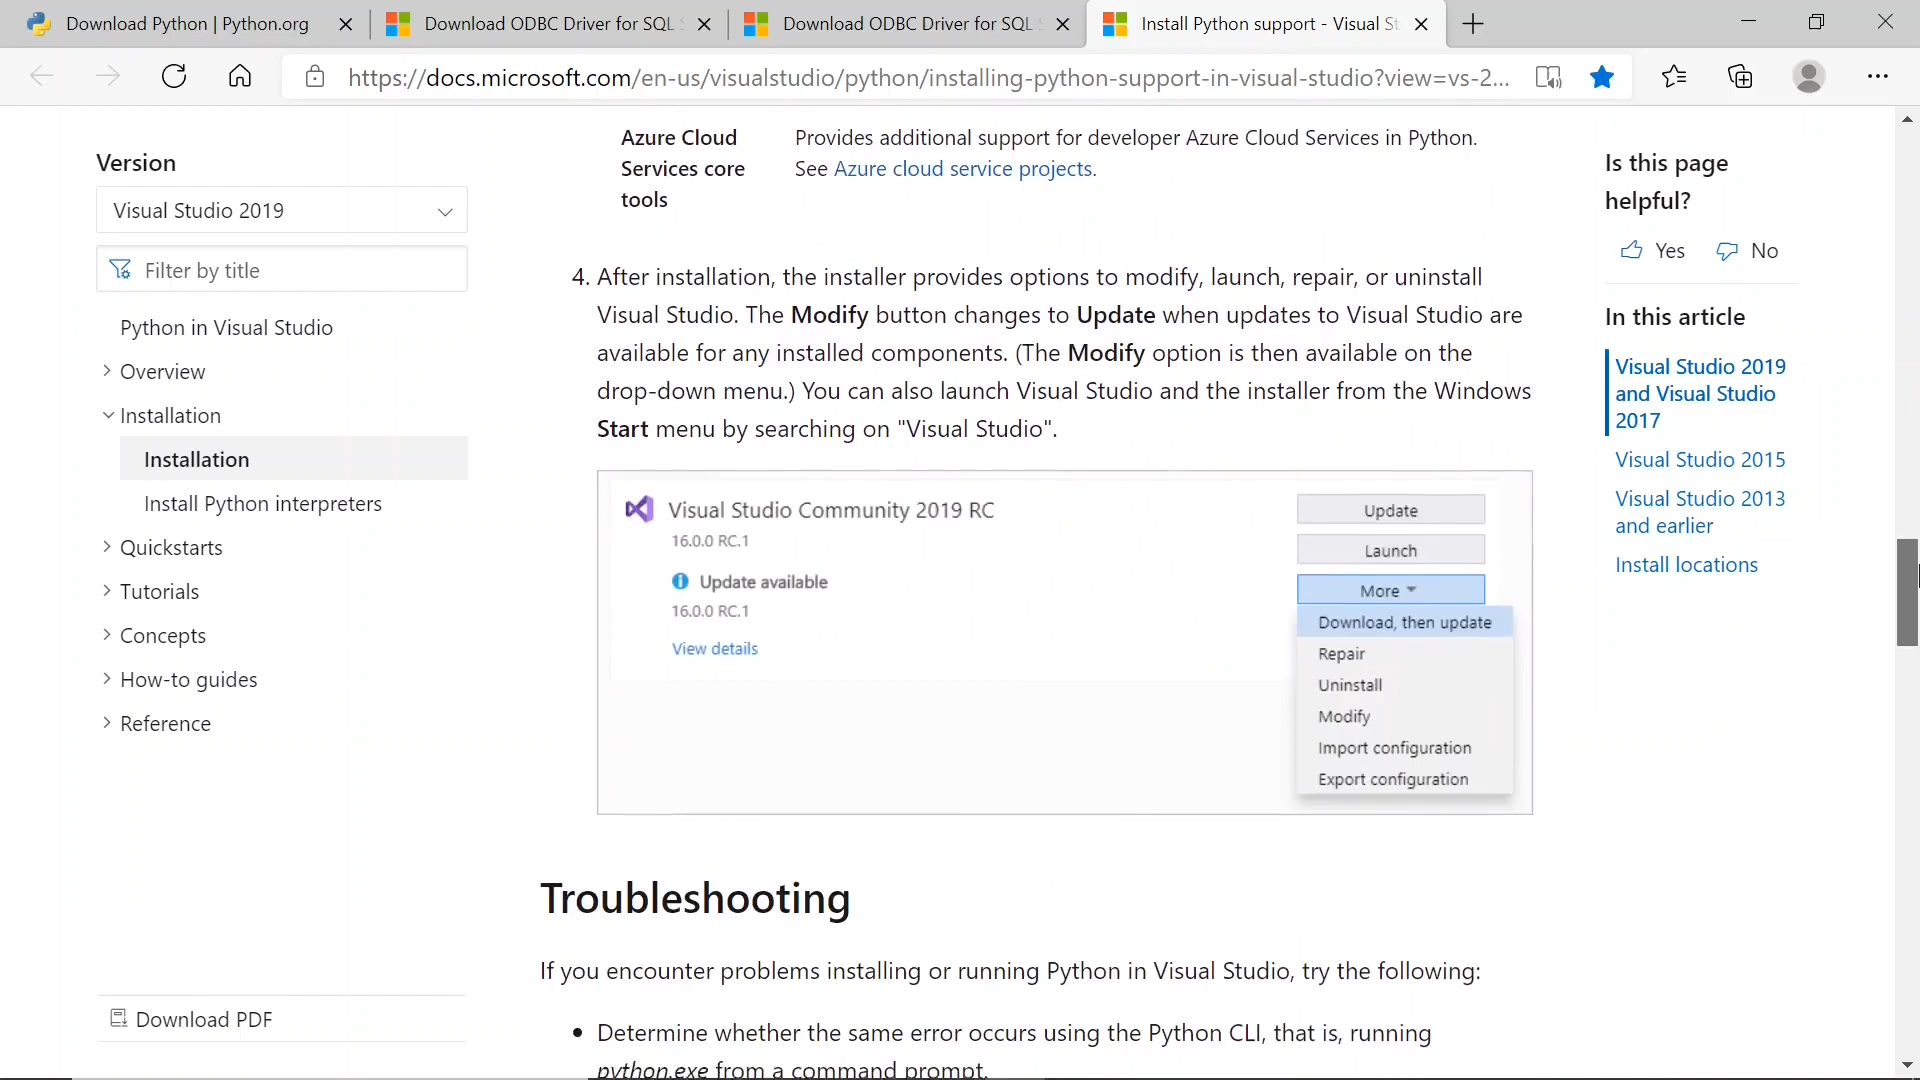 Download Python | Python.org
Download ODBC Driver for SQL S
Download ODBC Driver for SQL S
Install Python support - Visual St
https://docs.microsoft.com/en-us/visualstudio/python/installing-python-support-in-visual-studio?view=vs-2...
Version
Visual Studio 2019
Filter by title
Python in Visual Studio
Overview
Installation
Installation
Install Python interpreters
Quickstarts
Tutorials
Concepts
How-to guides
Reference
Download PDF
Azure Cloud
Services core
tools
Provides additional support for developer Azure Cloud Services in Python.
See Azure cloud service projects.
4. After installation, the installer provides options to modify, launch, repair, or uninstall
Visual Studio. The Modify button changes to Update when updates to Visual Studio are
available for any installed components. (The Modify option is then available on the
drop-down menu.) You can also launch Visual Studio and the installer from the Windows
Start menu by searching on "Visual Studio".
Visual Studio Community 2019 RC
16.0.0 RC.1
Update available
16.0.0 RC.1
View details
Update
Launch
More
Download, then update
Repair
Uninstall
Modify
Import configuration
Export configuration
Troubleshooting
If you encounter problems installing or running Python in Visual Studio, try the following:
• Determine whether the same error occurs using the Python CLI, that is, running
python.exe from a command prompt.
Is this page
helpful?
Yes
No
In this article
Visual Studio 2019
and Visual Studio
2017
Visual Studio 2015
Visual Studio 2013
and earlier
Install locations